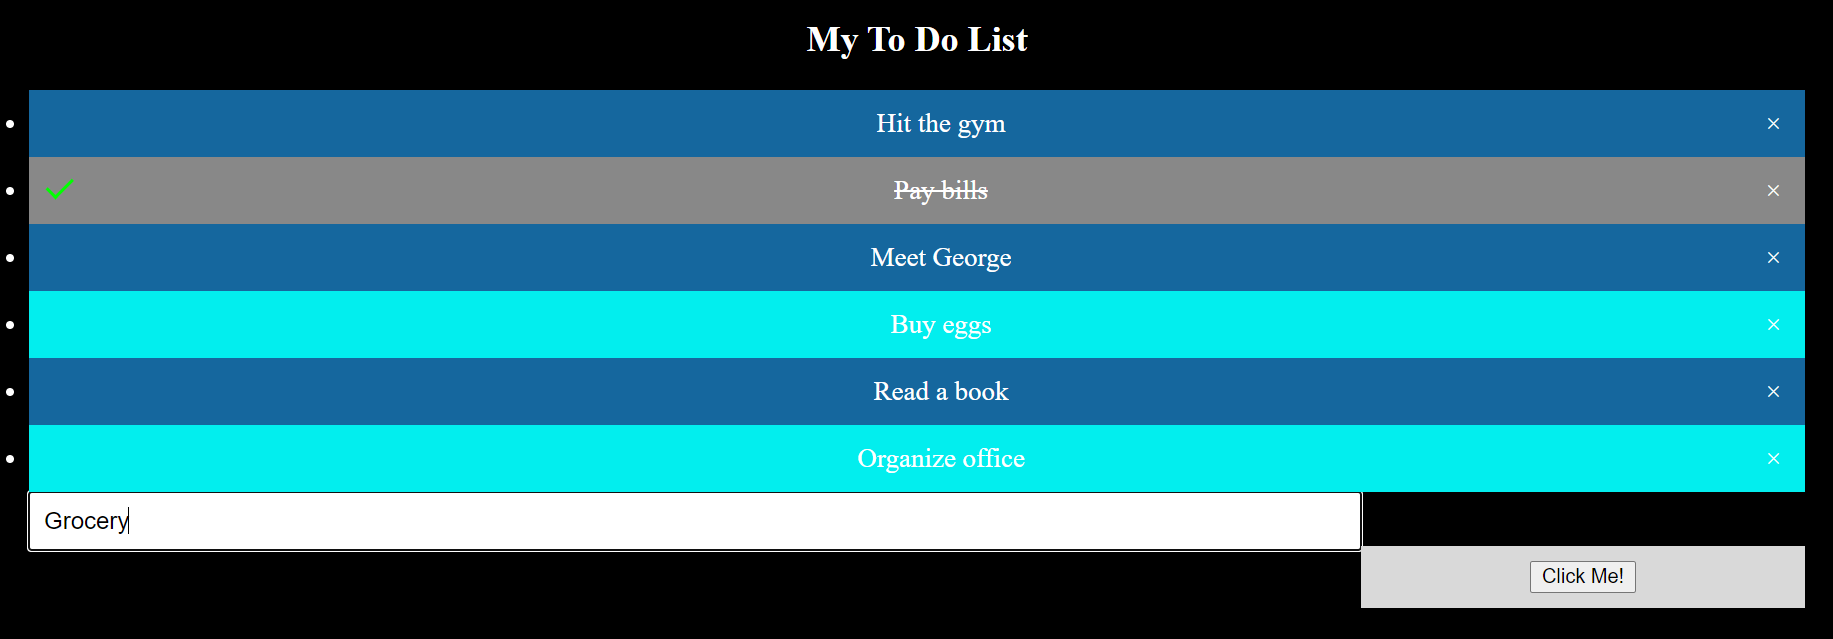 My To Do List
Hit the gym ×
Pay bills ×
Meet George ×
Buy eggs ×
Read a book ×
Organize office ×
Grocery
Click Me!